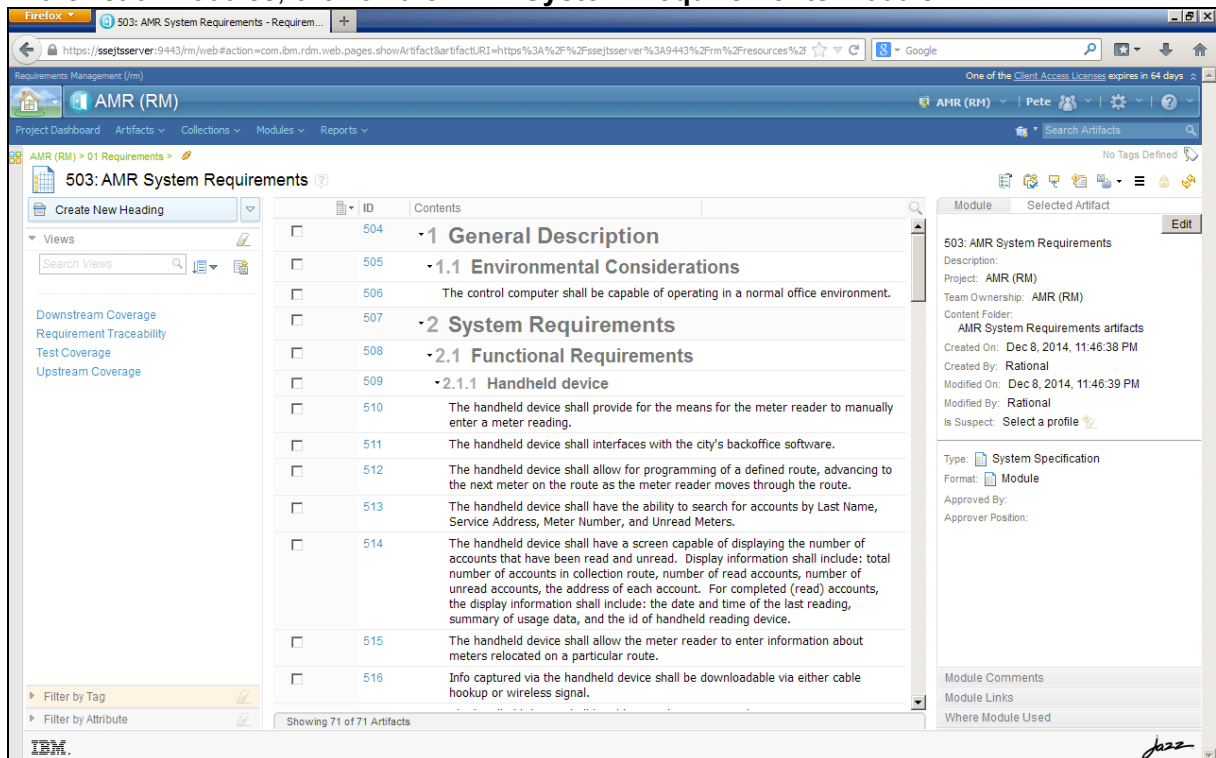 Firefox
503: AMR System Requirements - Requirem...
https://ssejtsserver:9443/rm/web#action=com.ibm.rdm.web.pages.showArtifact&artifactURI=https%3A%2F%2Fssejtsserver%3A9443%2Frm%2Fresources%2F
Google
Requirements Management (/rm)
One of the Client Access Licenses expires in 64 days
AMR (RM)
AMR (RM)
Pete
Project Dashboard Artifacts Collections Modules Reports
Search Artifacts
AMR (RM) > 01 Requirements >
No Tags Defined
503: AMR System Requirements
Create New Heading
Views
Search Views
Downstream Coverage
Requirement Traceability
Test Coverage
Upstream Coverage
Filter by Tag
Filter by Attribute
ID Contents
504 1 General Description
505 1.1 Environmental Considerations
506 The control computer shall be capable of operating in a normal office environment.
507 2 System Requirements
508 2.1 Functional Requirements
509 2.1.1 Handheld device
510 The handheld device shall provide for the means for the meter reader to manually
enter a meter reading.
511 The handheld device shall interfaces with the city's backoffice software.
512 The handheld device shall allow for programming of a defined route, advancing to
the next meter on the route as the meter reader moves through the route.
513 The handheld device shall have the ability to search for accounts by Last Name,
Service Address, Meter Number, and Unread Meters.
514 The handheld device shall have a screen capable of displaying the number of
accounts that have been read and unread. Display information shall include: total
number of accounts in collection route, number of read accounts, number of
unread accounts, the address of each account. For completed (read) accounts,
the display information shall include: the date and time of the last reading,
summary of usage data, and the id of handheld reading device.
515 The handheld device shall allow the meter reader to enter information about
meters relocated on a particular route.
516 Info captured via the handheld device shall be downloadable via either cable
hookup or wireless signal.
Showing 71 of 71 Artifacts
Module Selected Artifact
Edit
503: AMR System Requirements
Description:
Project: AMR (RM)
Team Ownership: AMR (RM)
Content Folder:
AMR System Requirements artifacts
Created On: Dec 8, 2014, 11:46:38 PM
Created By: Rational
Modified On: Dec 8, 2014, 11:46:39 PM
Modified By: Rational
Is Suspect: Select a profile
Type: System Specification
Format: Module
Approved By:
Approver Position:
Module Comments
Module Links
Where Module Used
IBM.
jazz